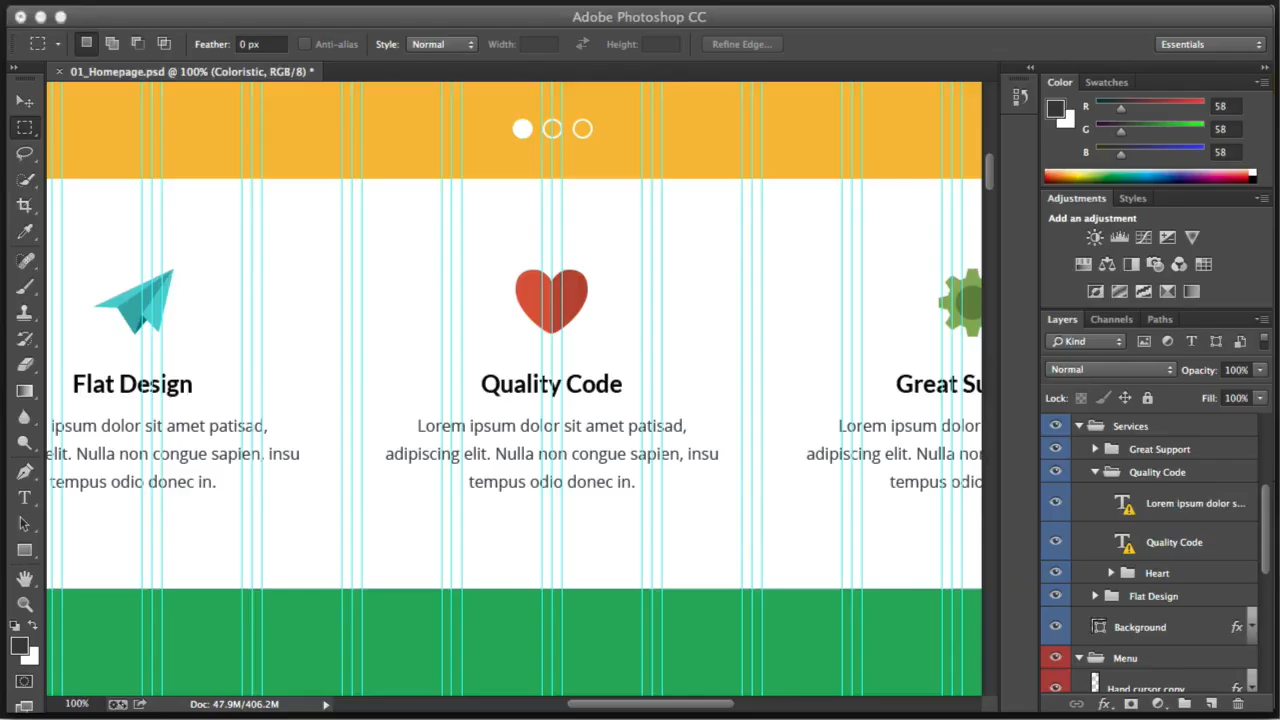 Adobe Photoshop CC
Feather: 0 px Anti-alias Style: Normal Width: Height: Refine Edge... Essentials
01_Homepage.psd @ 100% (Coloristic, RGB/8) *
Color Swatches
R 58
G 58
B 58
Adjustments Styles
Add an adjustment
Layers Channels Paths
Kind
Normal Opacity: 100%
Lock: Fill: 100%
Services
Great Support
Quality Code
Lorem ipsum dolor s...
Quality Code
Heart
Flat Design
Background fx
Menu
Hand cursor copy
fx
Flat Design
ipsum dolor sit amet patisad,
elit. Nulla non congue sapien, insu
tempus odio donec in.
Quality Code
Lorem ipsum dolor sit amet patisad,
adipiscing elit. Nulla non congue sapien, insu
tempus odio donec in.
Great Su
Lorem ipsum dolor
adipiscing elit. Nulla no
tempus o
100% Doc: 47.9M/406.2M